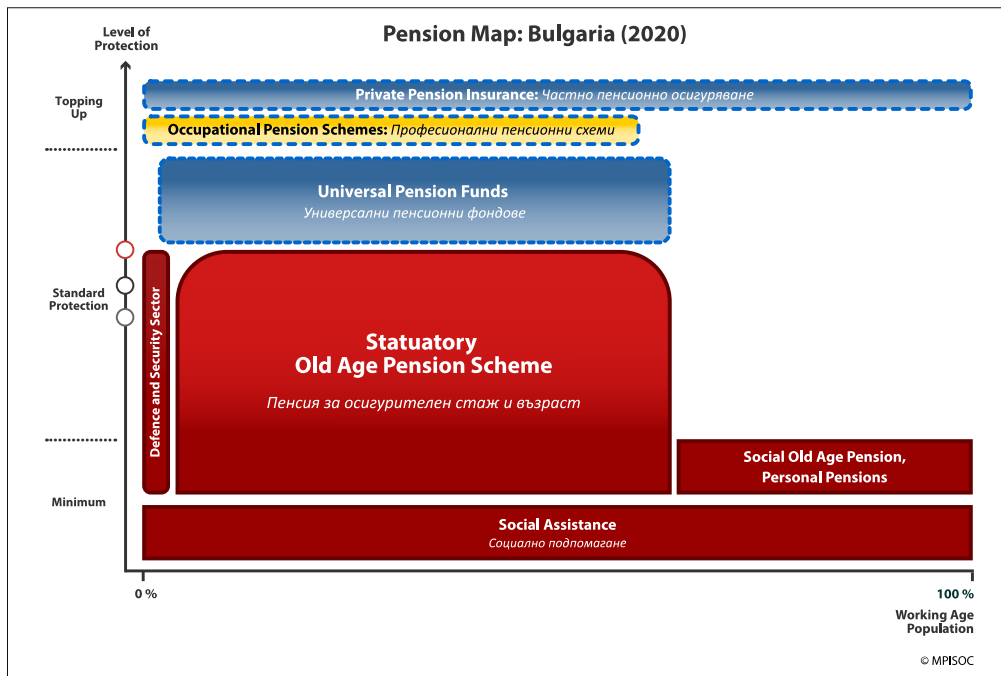 Pension Map: Bulgaria (2020)
Level of
Protection
Topping
Up
Private Pension Insurance: Частно пенсионно осигуряване
Occupational Pension Schemes: Професионални пенсионни схеми
Universal Pension Funds
Универсални пенсионни фондове
Standard
Protection
Defence and Security Sector
Statuatory
Old Age Pension Scheme
Пенсия за осигурителен стаж и възраст
Minimum
Social Old Age Pension,
Personal Pensions
Social Assistance
Социално подпомагане
0 %
100 %
Working Age
Population
© MPISOC